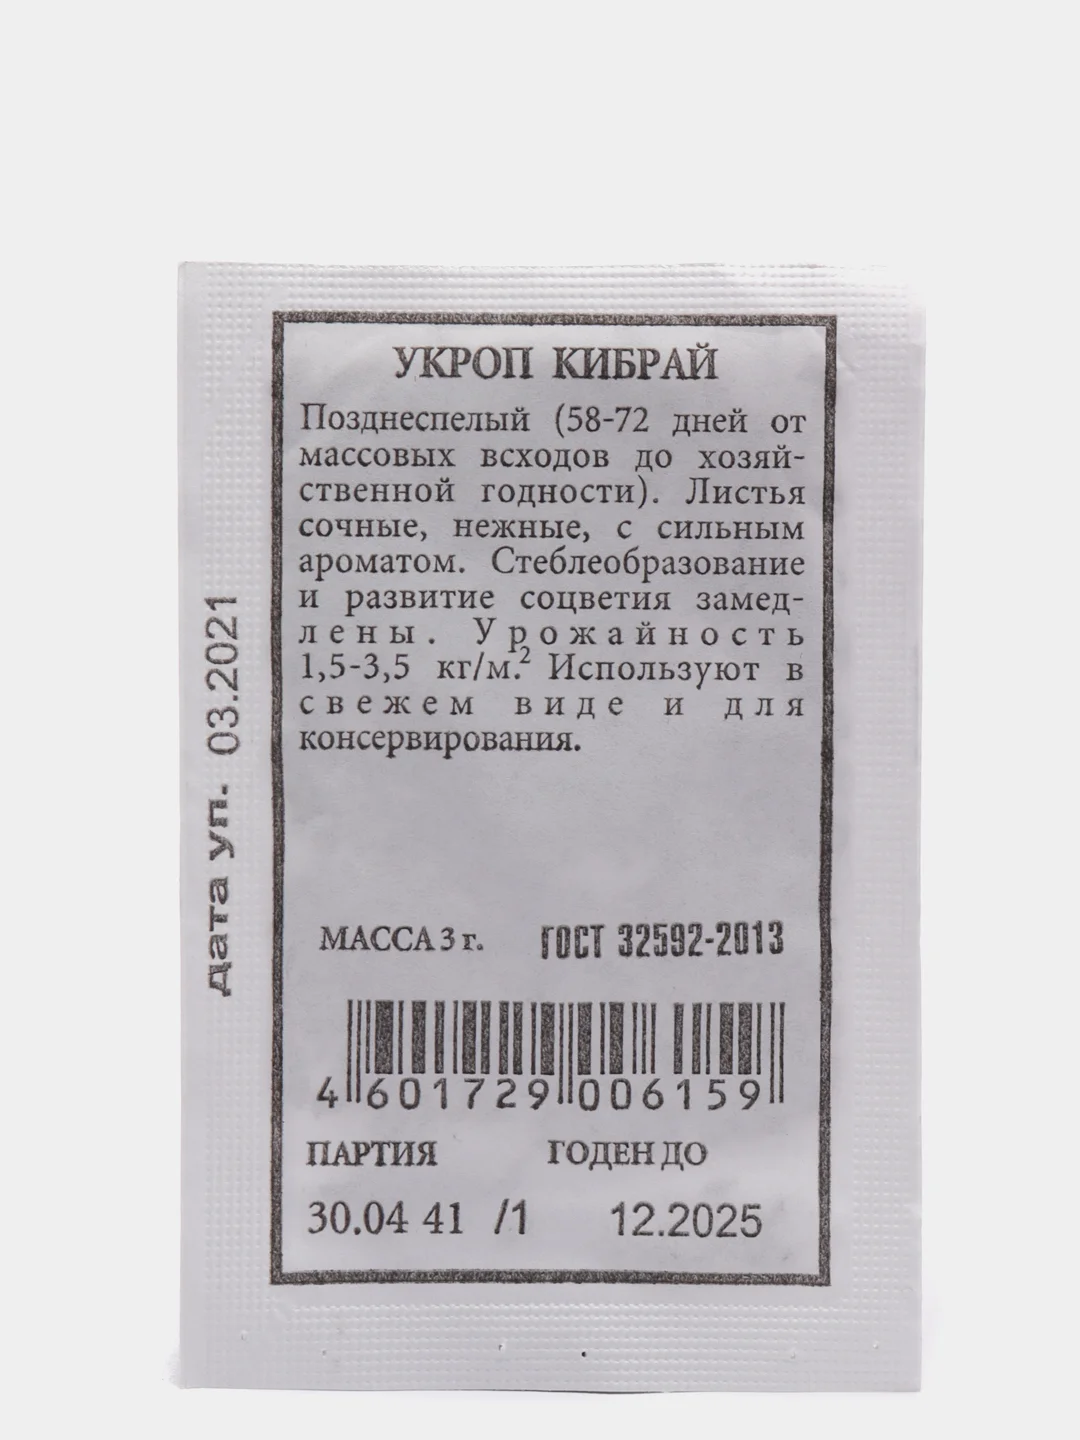 УКРОП КИБРАЙ
Позднеспелый (58-72 дней от
массовых всходов до хозяй-
ственной годности). Листья
сочные, нежные, с сильным
ароматом. Стеблеобразование
и развитие соцветия замед-
лены. Урожайность
1,5-3,5 кг/м.² Используют в
свежем виде и для
консервирования.
МАССА 3 г. ГОСТ 32592-2013
4 601729 006159
ПАРТИЯ ГОДЕН ДО
30.04 41 /1 12.2025
Дата уп. 03.2021